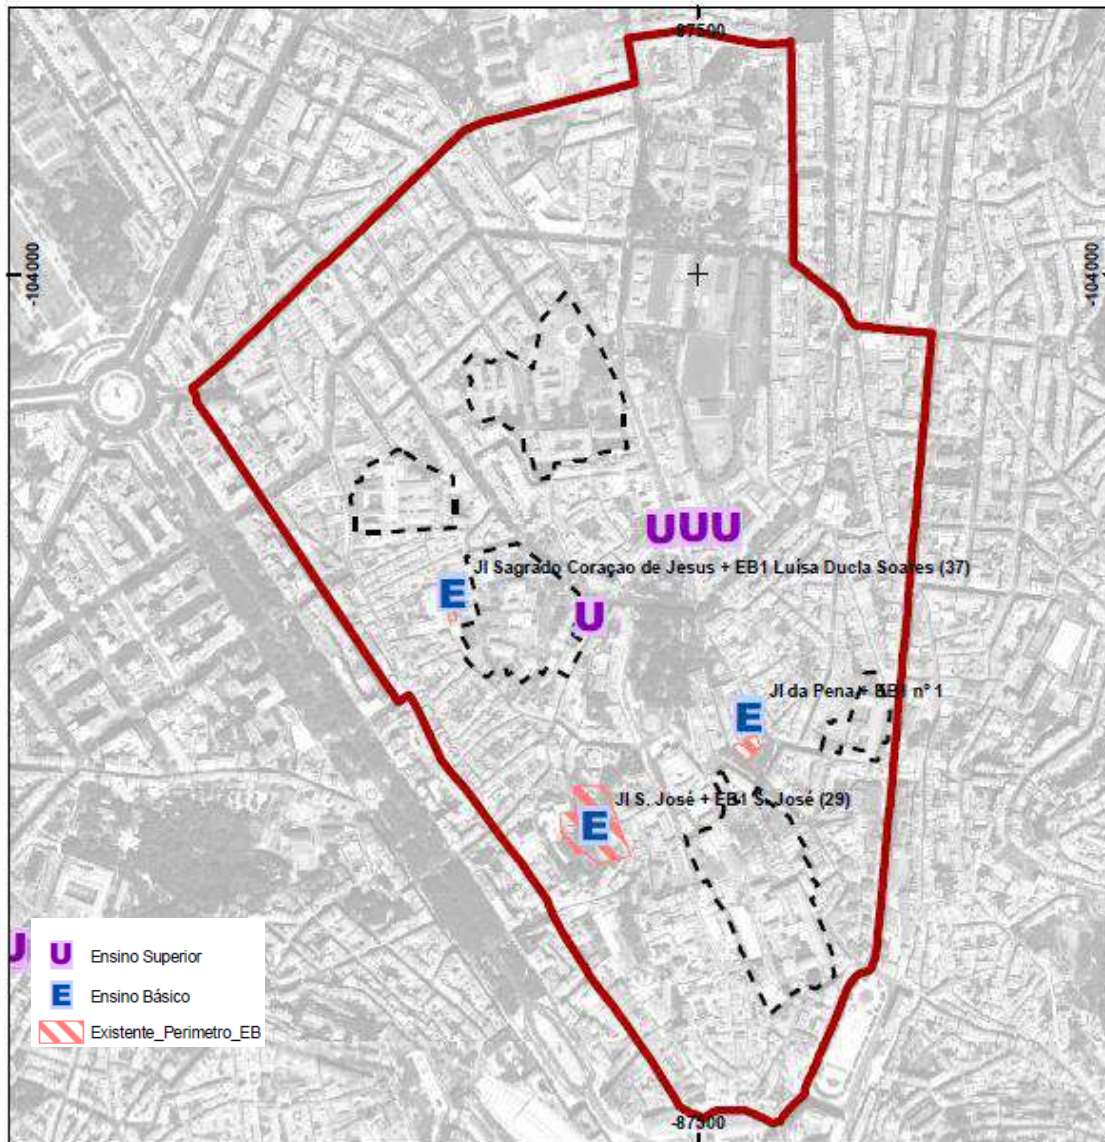 -87500
-104000
-104000
U U U
JI Sagrado Coraçao de Jesus + EB1 Luísa Ducla Soares (37)
E
U
JI da Pena + EB1 nº 1
E
JI S. José + EB1 S. José (29)
E
U
U Ensino Superior
E Ensino Básico
Existente_Perimetro_EB
-87500